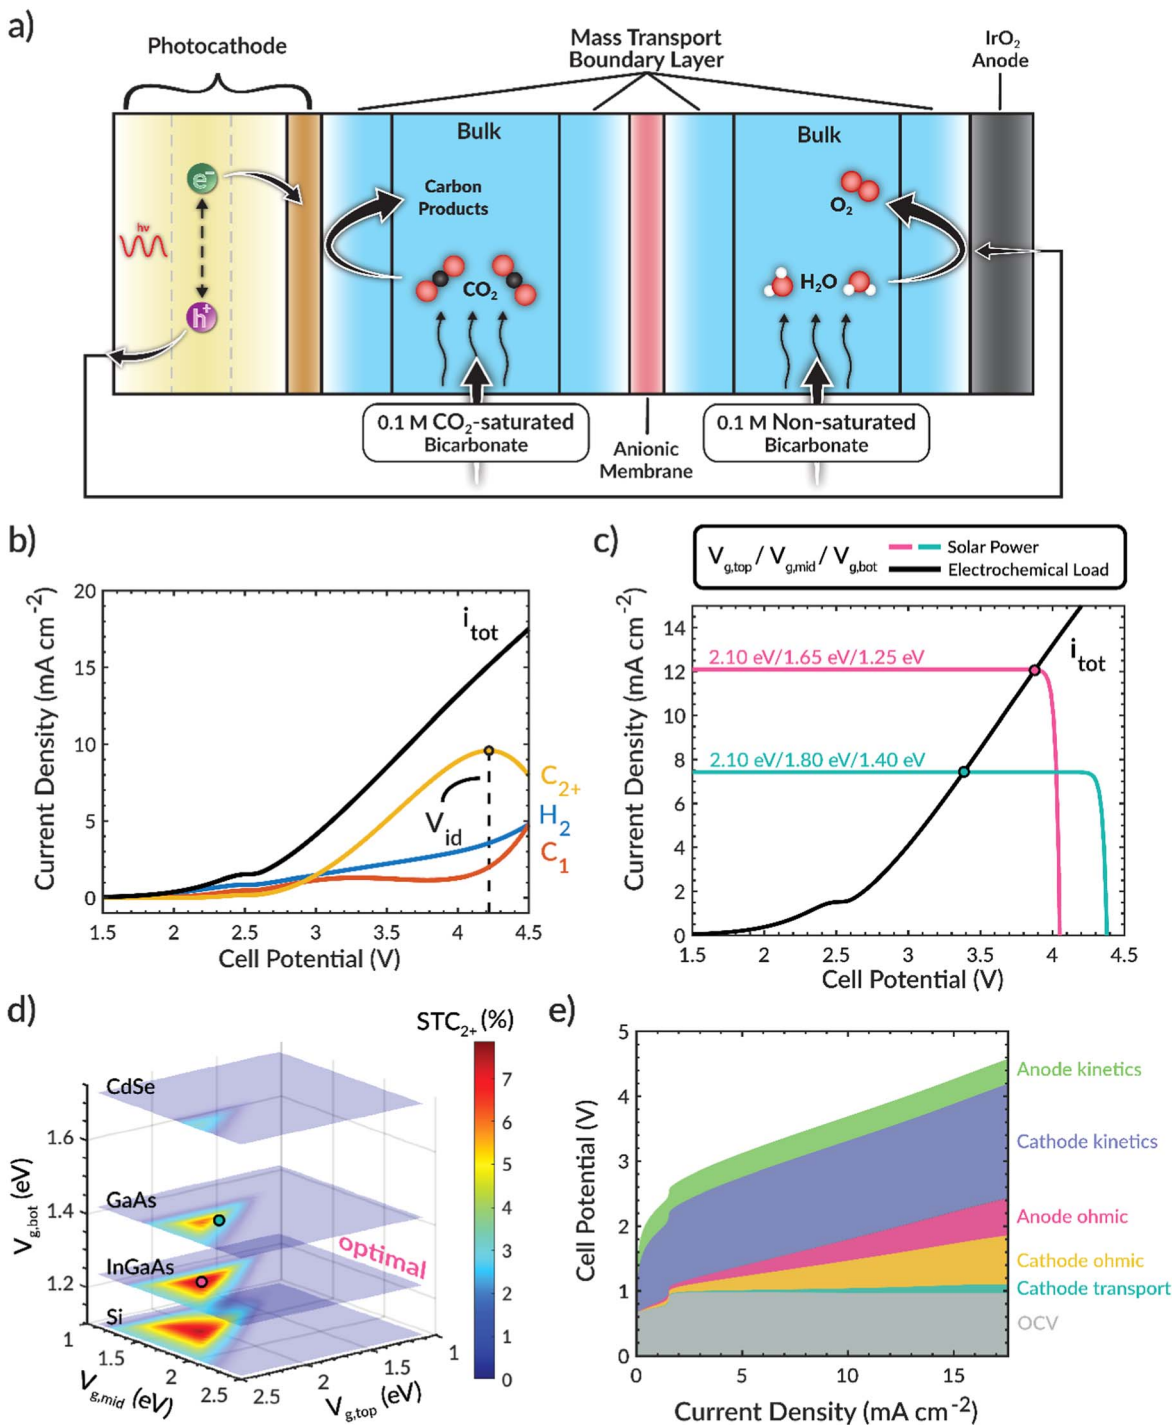 a)
Photocathode
Mass Transport
Boundary Layer
IrO2
Anode
Bulk
Bulk
e−
hν
h+
Carbon
Products
CO2
O2
H2O
0.1 M CO2-saturated
Bicarbonate
Anionic
Membrane
0.1 M Non-saturated
Bicarbonate
b)
Current Density (mA cm-2)
20
15
10
5
0
1.5 2 2.5 3 3.5 4 4.5
Cell Potential (V)
itot
Vid
C2+
H2
C1
c)
Vg,top / Vg,mid / Vg,bot
Solar Power
Electrochemical Load
Current Density (mA cm-2)
14
12
10
8
6
4
2
0
1.5 2 2.5 3 3.5 4 4.5
Cell Potential (V)
2.10 eV/1.65 eV/1.25 eV
2.10 eV/1.80 eV/1.40 eV
itot
d)
STC2+ (%)
7
6
5
4
3
2
1
0
Vg,bot (eV)
1.6
1.4
1.2
1
CdSe
GaAs
InGaAs
Si
optimal
1.5
2
2.5
Vg,mid (eV)
2.5
2
1.5
1
Vg,top (eV)
e)
Cell Potential (V)
5
4
3
2
1
0
0 5 10 15
Current Density (mA cm-2)
Anode kinetics
Cathode kinetics
Anode ohmic
Cathode ohmic
Cathode transport
OCV